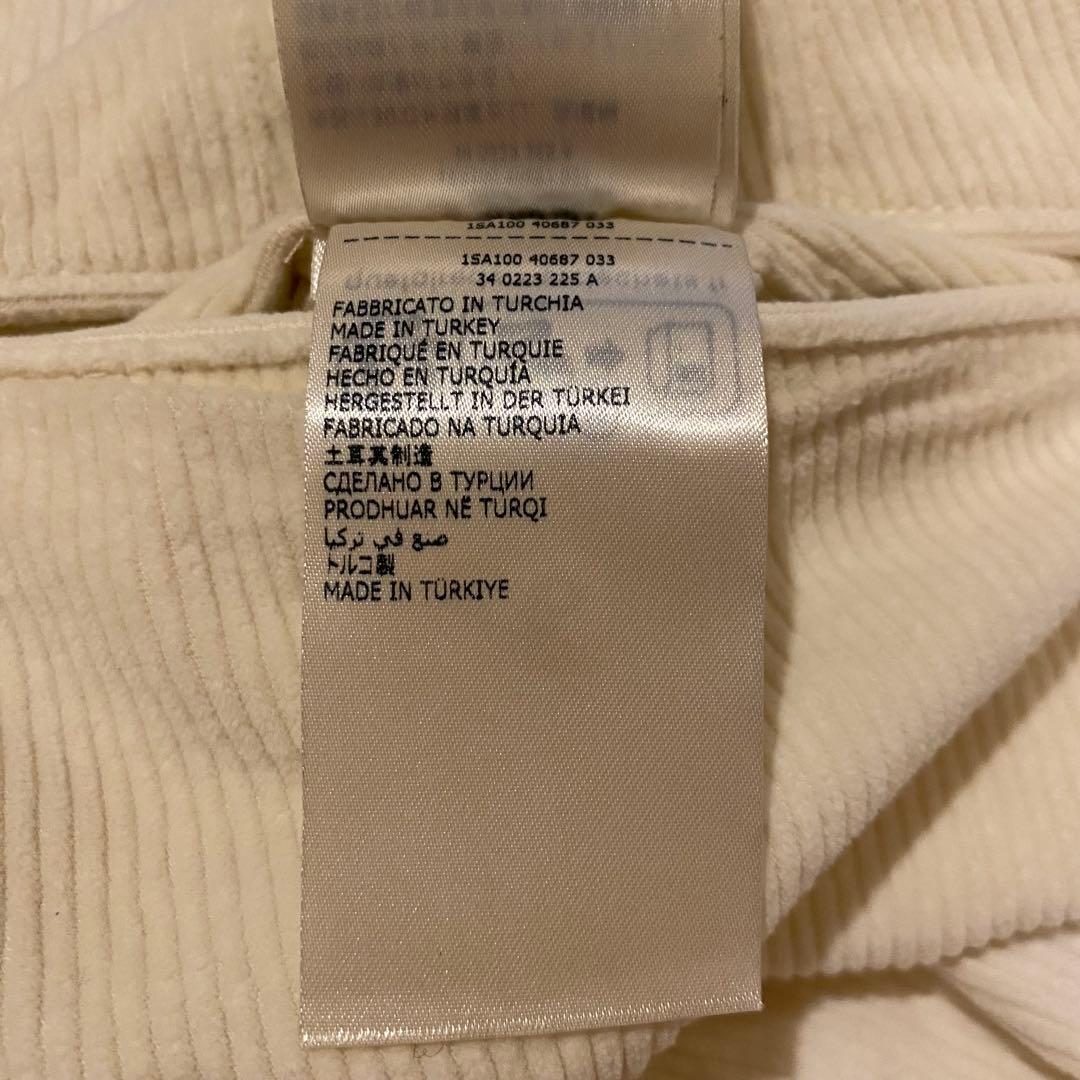 1SA100 40687 033
1SA100 40687 033
34 0223 225 A
FABBRICATO IN TURCHIA
MADE IN TURKEY
FABRIQUÉ EN TURQUIE
HECHO EN TURQUÍA
HERGESTELLT IN DER TÜRKEI
FABRICADO NA TURQUIA
土耳其制造
СДЕЛАНО В ТУРЦИИ
PRODHUAR NË TURQI
صنع في تركيا
トルコ製
MADE IN TÜRKIYE